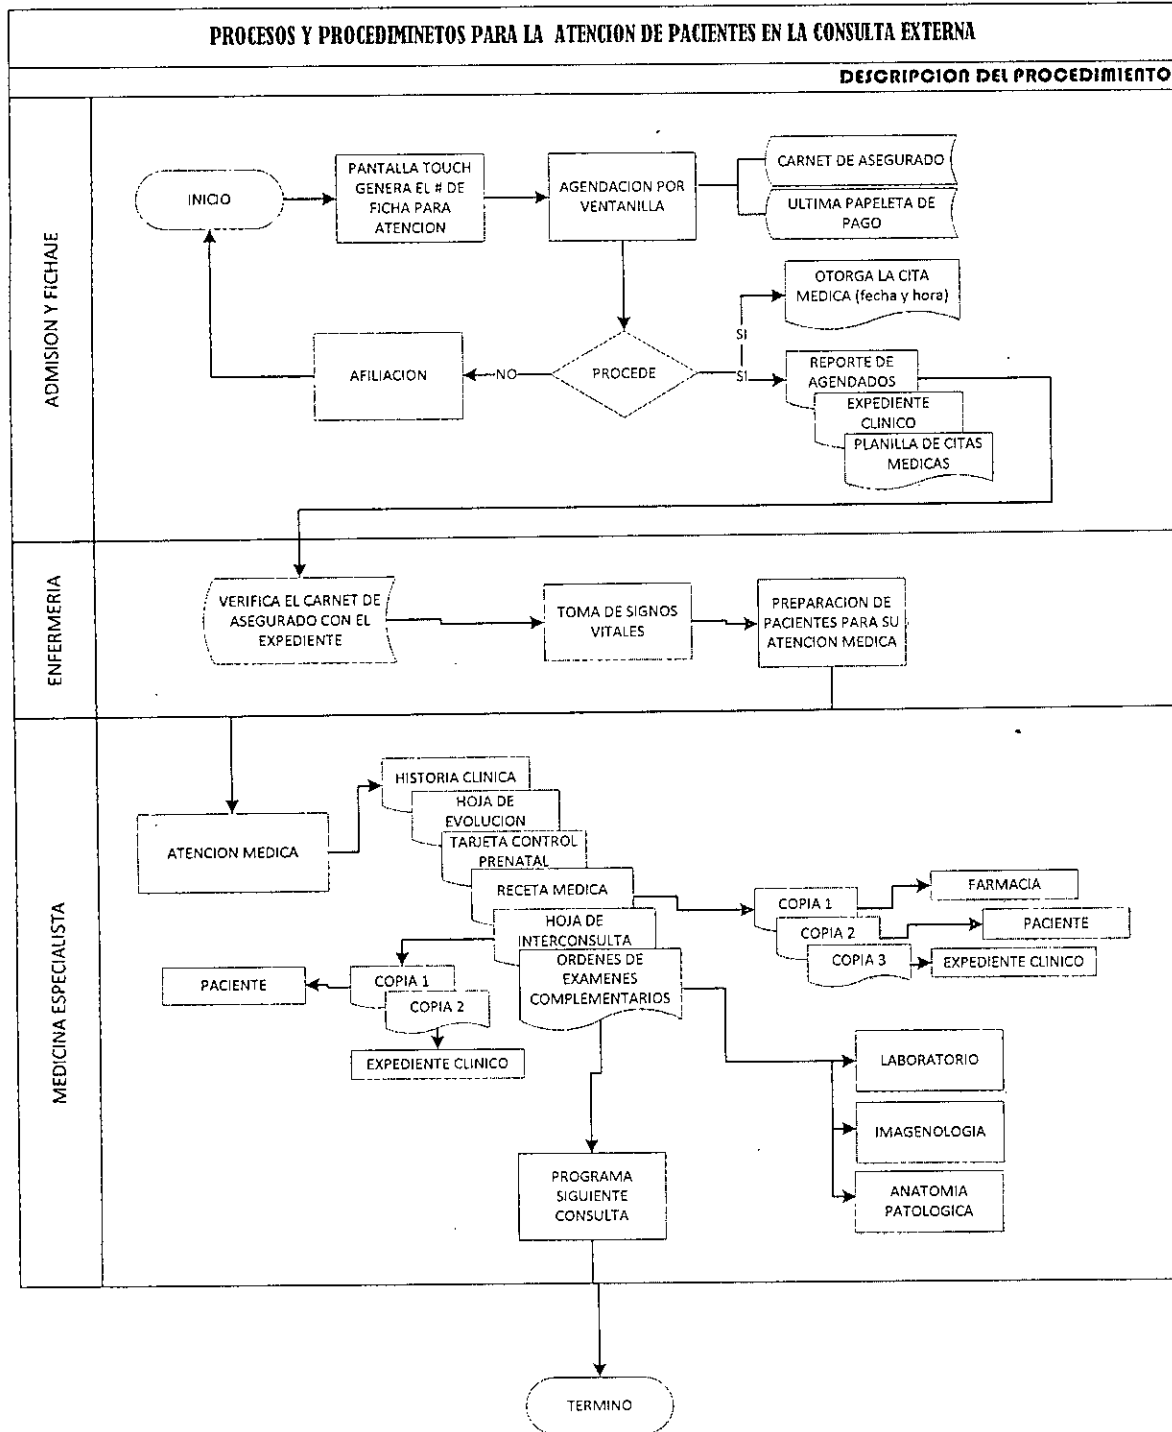 PROCESOS Y PROCEDIMINETOS PARA LA ATENCION DE PACIENTES EN LA CONSULTA EXTERNA
DESCRIPCION DEL PROCEDIMIENTO
ADMISION Y FICHAJE
INICIO
PANTALLA TOUCH
GENERA EL # DE
FICHA PARA
ATENCION
AGENDACION POR
VENTANILLA
CARNET DE ASEGURADO
ULTIMA PAPELETA DE
PAGO
OTORGA LA CITA
MEDICA (fecha y hora)
SI
AFILIACION
NO
PROCEDE
SI
REPORTE DE
AGENDADOS
EXPEDIENTE
CLINICO
PLANILLA DE CITAS
MEDICAS
ENFERMERIA
VERIFICA EL CARNET DE
ASEGURADO CON EL
EXPEDIENTE
TOMA DE SIGNOS
VITALES
PREPARACION DE
PACIENTES PARA SU
ATENCION MEDICA
MEDICINA ESPECIALISTA
ATENCION MEDICA
HISTORIA CLINICA
HOJA DE
EVOLUCION
TARJETA CONTROL
PRENATAL
RECETA MEDICA
HOJA DE
INTERCONSULTA
ORDENES DE
EXAMENES
COMPLEMENTARIOS
COPIA 1
FARMACIA
COPIA 2
PACIENTE
COPIA 3
EXPEDIENTE CLINICO
PACIENTE
COPIA 1
COPIA 2
EXPEDIENTE CLINICO
LABORATORIO
IMAGENOLOGIA
ANATOMIA
PATOLOGICA
PROGRAMA
SIGUIENTE
CONSULTA
TERMINO